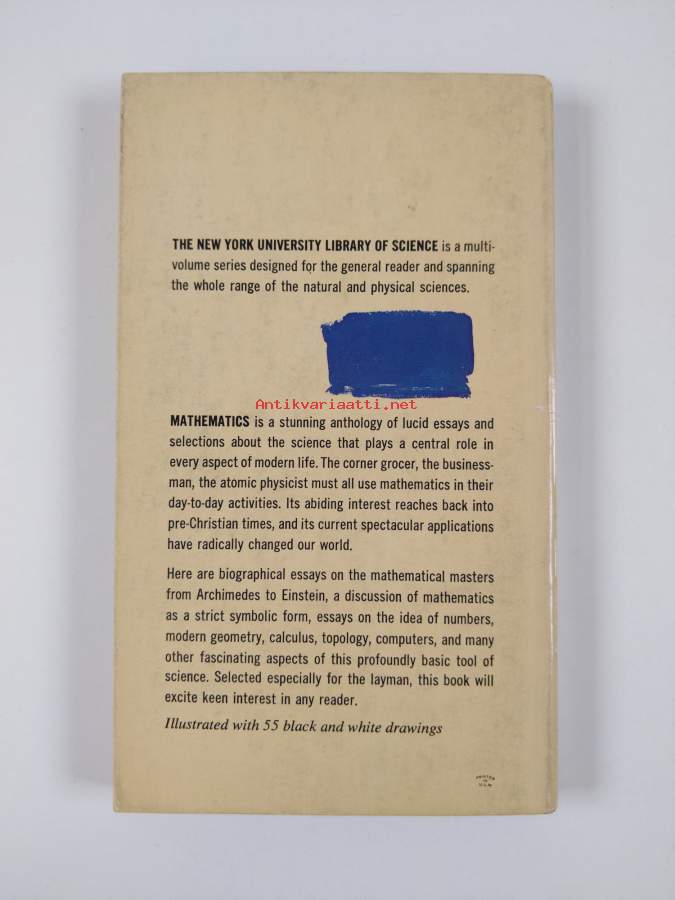 THE NEW YORK UNIVERSITY LIBRARY OF SCIENCE is a multi-
volume series designed for the general reader and spanning
the whole range of the natural and physical sciences.
Antikvariaatti.net
MATHEMATICS is a stunning anthology of lucid essays and
selections about the science that plays a central role in
every aspect of modern life. The corner grocer, the business-
man, the atomic physicist must all use mathematics in their
day-to-day activities. Its abiding interest reaches back into
pre-Christian times, and its current spectacular applications
have radically changed our world.
Here are biographical essays on the mathematical masters
from Archimedes to Einstein, a discussion of mathematics
as a strict symbolic form, essays on the idea of numbers,
modern geometry, calculus, topology, computers, and many
other fascinating aspects of this profoundly basic tool of
science. Selected especially for the layman, this book will
excite keen interest in any reader.
Illustrated with 55 black and white drawings
PRINTED
IN
U.S.A.